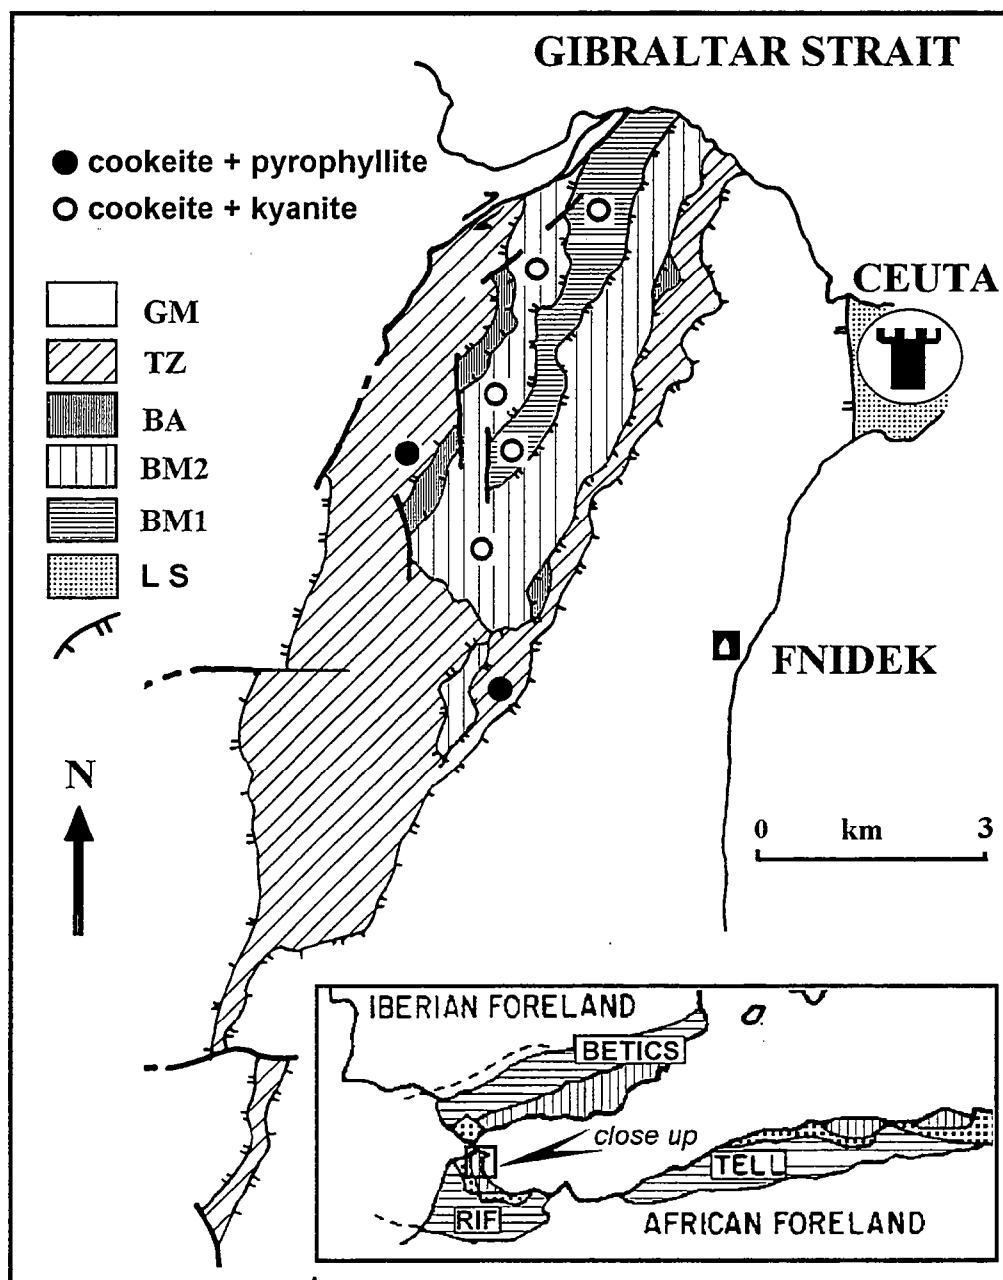 GIBRALTAR STRAIT
cookeite + pyrophyllite
cookeite + kyanite
CEUTA
GM
TZ
BA
BM2
BM1
L S
FNIDEK
N
0 km 3
IBERIAN FORELAND
BETICS
close up
TELL
RIF
AFRICAN FORELAND